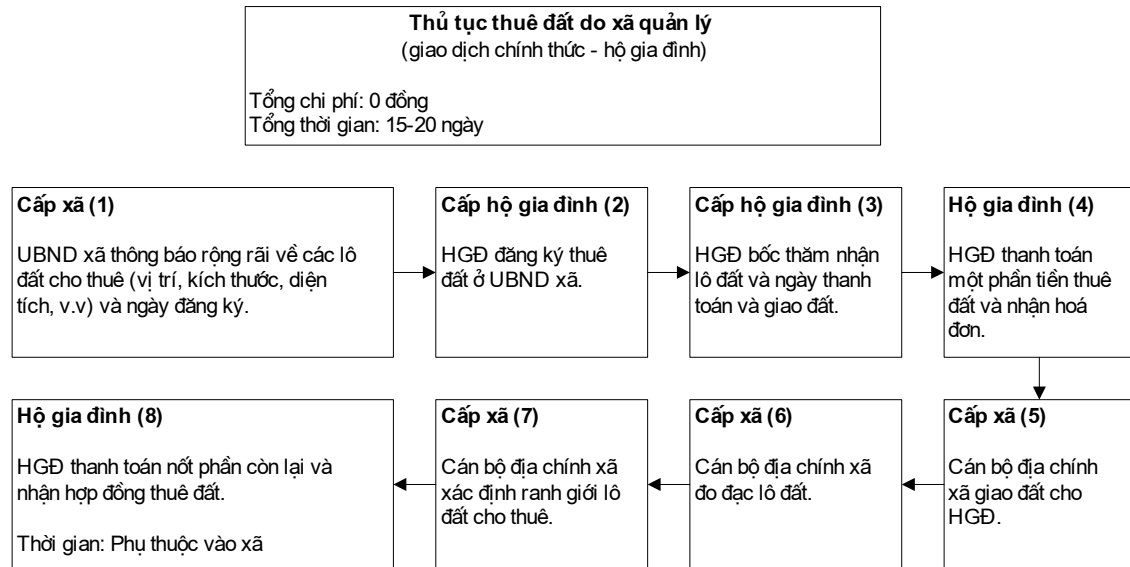 Thủ tục thuê đất do xã quản lý
(giao dịch chính thức - hộ gia đình)
Tổng chi phí: 0 đồng
Tổng thời gian: 15-20 ngày
Cấp xã (1)
UBND xã thông báo rộng rãi về các lô
đất cho thuê (vị trí, kích thước, diện
tích, v.v) và ngày đăng ký.
Cấp hộ gia đình (2)
HGĐ đăng ký thuê
đất ở UBND xã.
Cấp hộ gia đình (3)
HGĐ bốc thăm nhận
lô đất và ngày thanh
toán và giao đất.
Hộ gia đình (4)
HGĐ thanh toán
một phần tiền thuê
đất và nhận hoá
đơn.
Cấp xã (5)
Cán bộ địa chính
xã giao đất cho
HGĐ.
Cấp xã (6)
Cán bộ địa chính xã
đo đạc lô đất.
Cấp xã (7)
Cán bộ địa chính xã
xác định ranh giới lô
đất cho thuê.
Hộ gia đình (8)
HGĐ thanh toán nốt phần còn lại và
nhận hợp đồng thuê đất.
Thời gian: Phụ thuộc vào xã